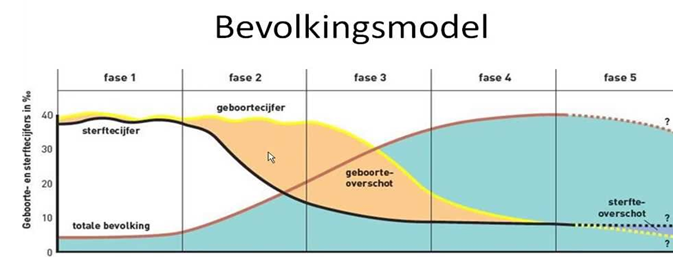 Bevolkingsmodel
fase 1
fase 2
fase 3
fase 4
fase 5
Geboorte- en sterftecijfers in ‰
40
30
20
10
0
geboortecijfer
sterftecijfer
geboorte-
overschot
totale bevolking
sterfte-
overschot
?
?
?